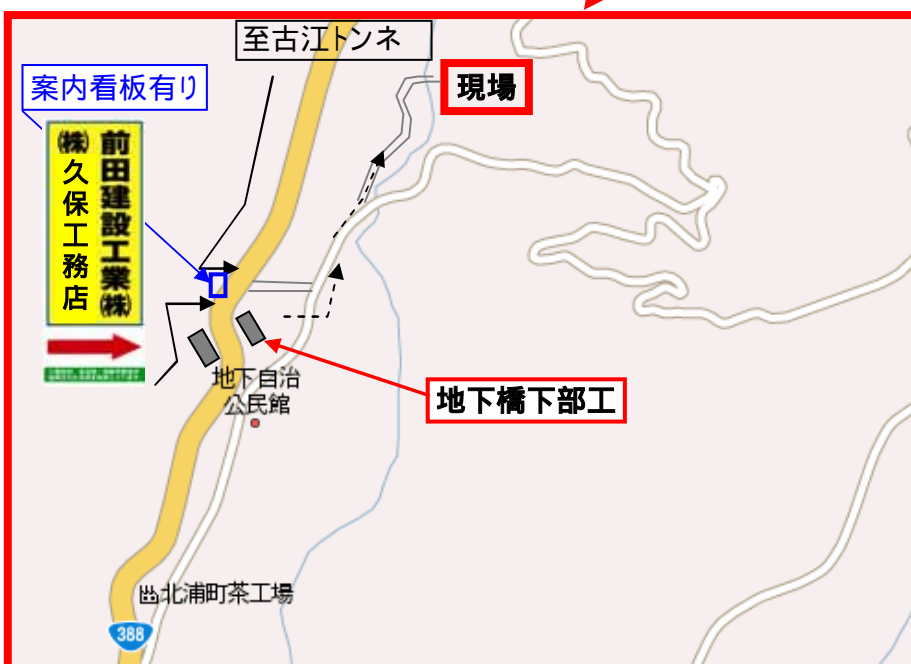 至古江トンネ
案内看板有り
現場
前田建設工業㈱
㈱久保工務店
地下橋下部工
地下自治
公民館
北浦町茶工場
388